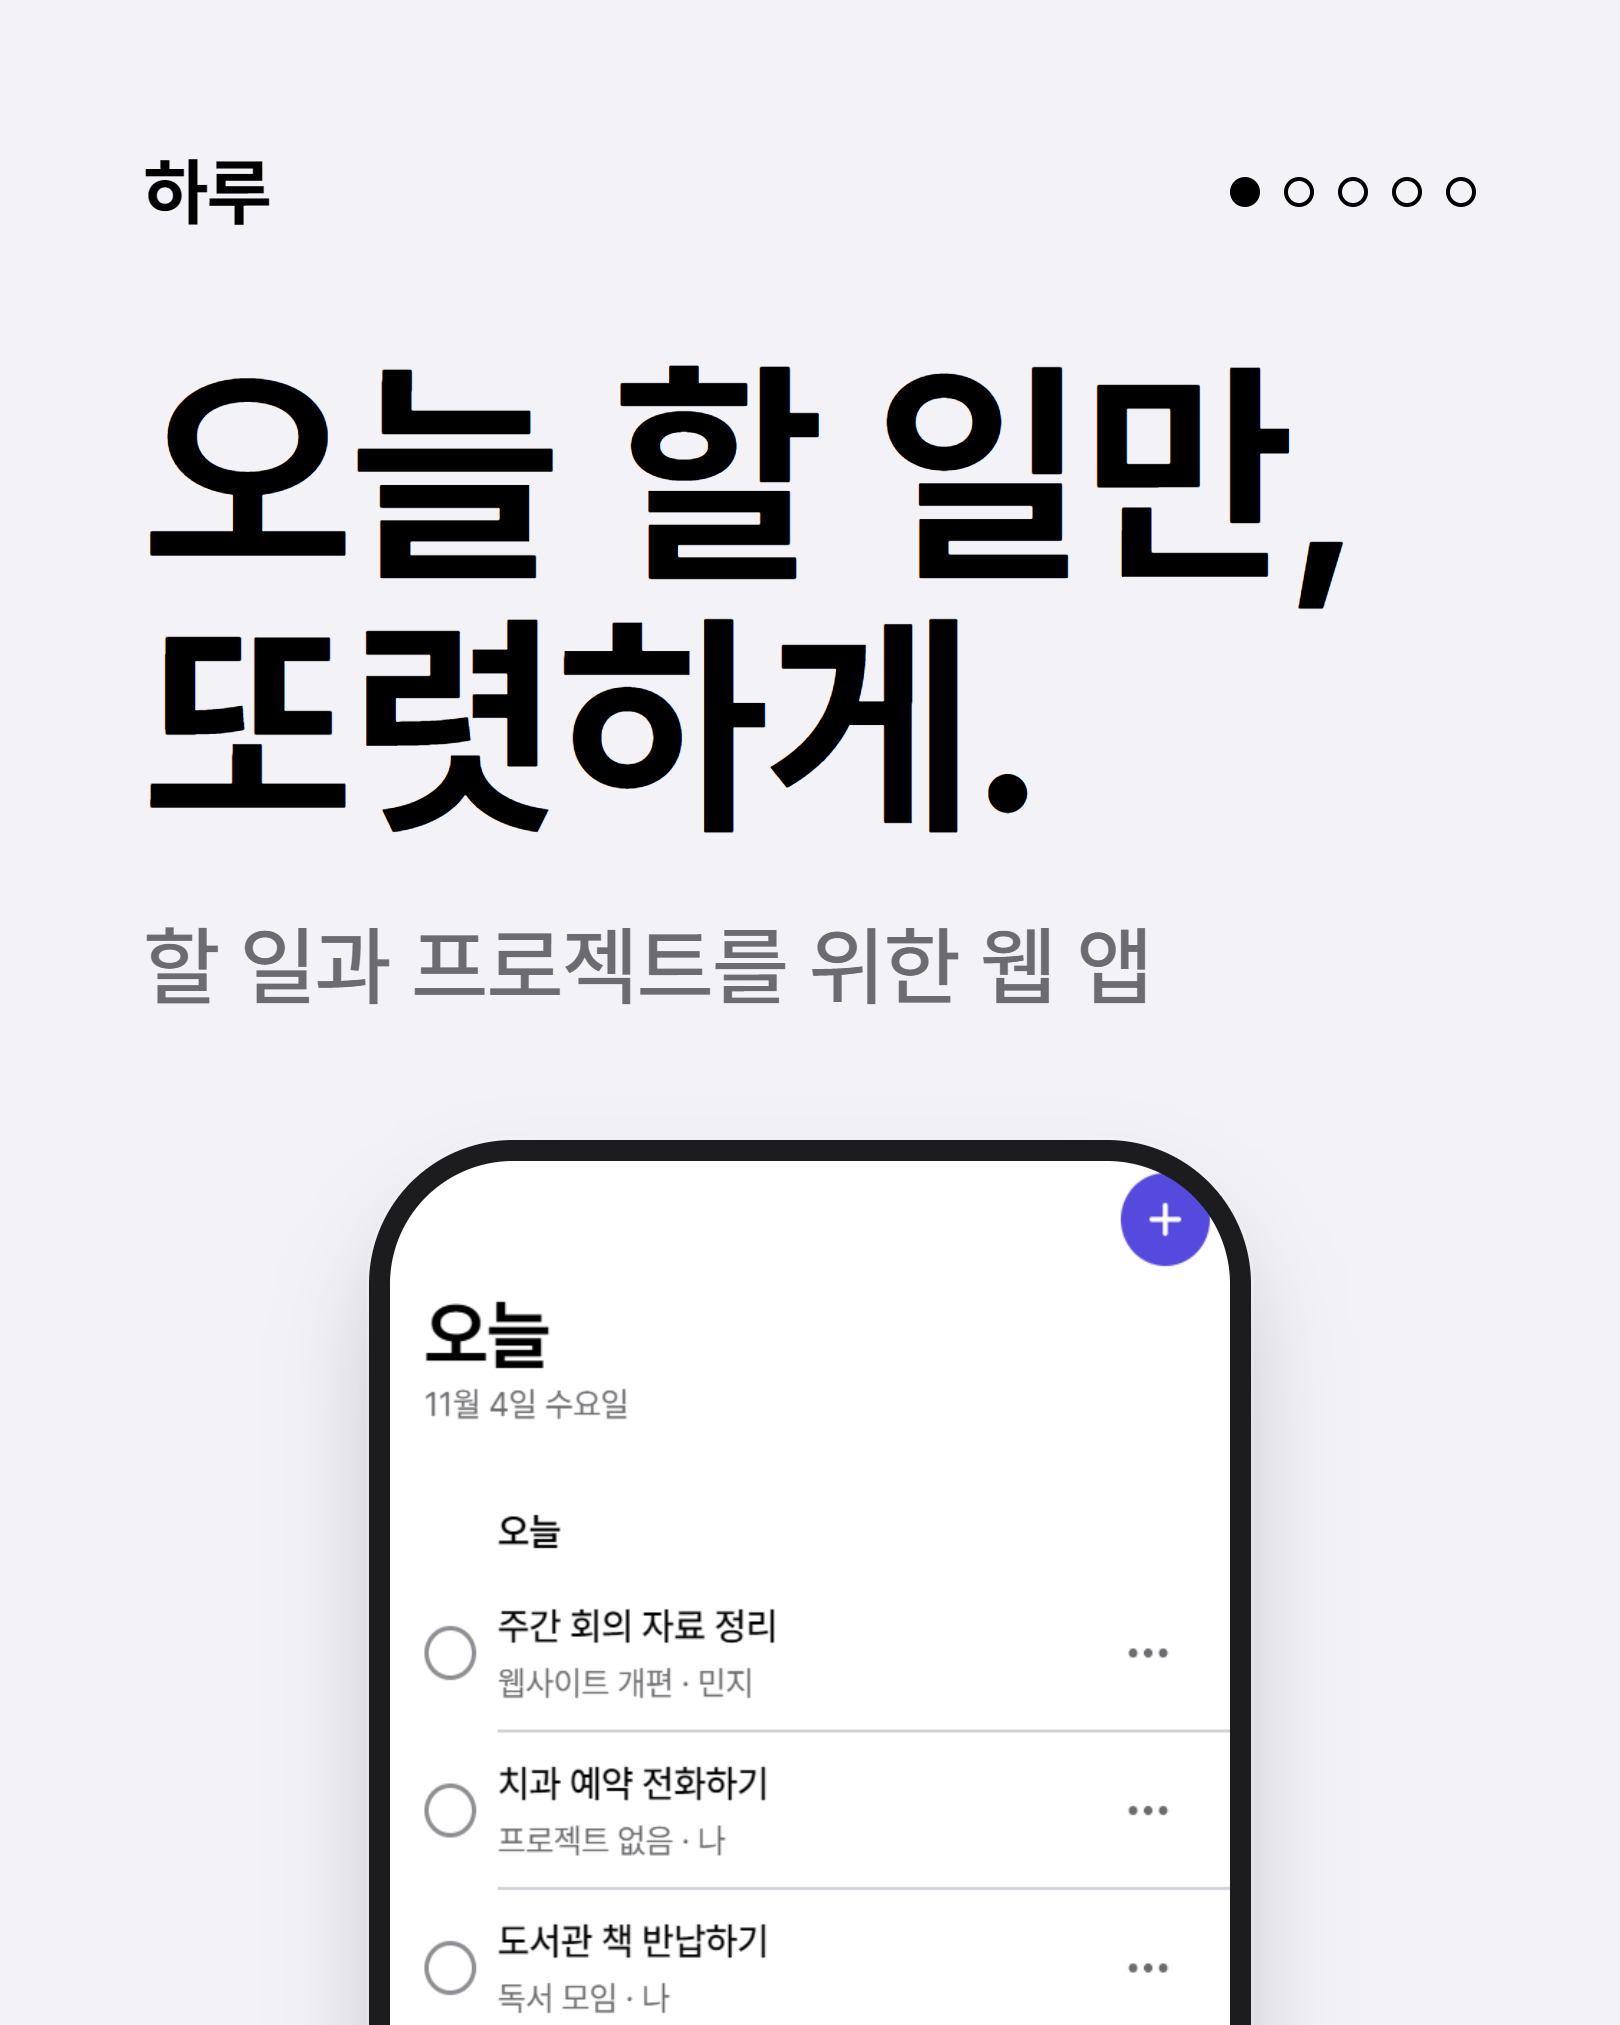 하루
오늘 할 일만,
또렷하게.
할 일과 프로젝트를 위한 웹 앱
오늘
11월 4일 수요일
오늘
주간 회의 자료 정리
웹사이트 개편 · 민지
치과 예약 전화하기
프로젝트 없음 · 나
도서관 책 반납하기
독서 모임 · 나